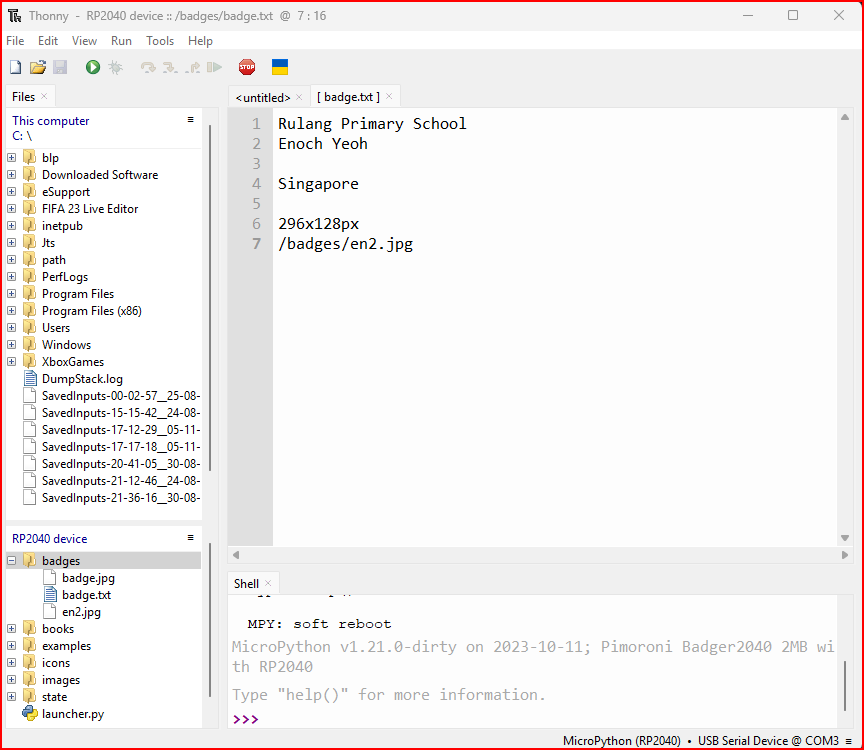 Thonny - RP2040 device :: /badges/badge.txt @ 7 : 16
File Edit View Run Tools Help
STOP
Files
This computer
C: \
blp
Downloaded Software
eSupport
FIFA 23 Live Editor
inetpub
Jts
path
PerfLogs
Program Files
Program Files (x86)
Users
Windows
XboxGames
DumpStack.log
SavedInputs-00-02-57__25-08-
SavedInputs-15-15-42__24-08-
SavedInputs-17-12-29__05-11-
SavedInputs-17-17-18__05-11-
SavedInputs-20-41-05__30-08-
SavedInputs-21-12-46__24-08-
SavedInputs-21-36-16__30-08-
RP2040 device
badges
badge.jpg
badge.txt
en2.jpg
books
examples
icons
images
state
launcher.py
<untitled> [ badge.txt ]
1 Rulang Primary School
2 Enoch Yeoh
3
4 Singapore
5
6 296x128px
7 /badges/en2.jpg
Shell
MPY: soft reboot
MicroPython v1.21.0-dirty on 2023-10-11; Pimoroni Badger2040 2MB wi
th RP2040
Type "help()" for more information.
>>>
MicroPython (RP2040) • USB Serial Device @ COM3 ≡